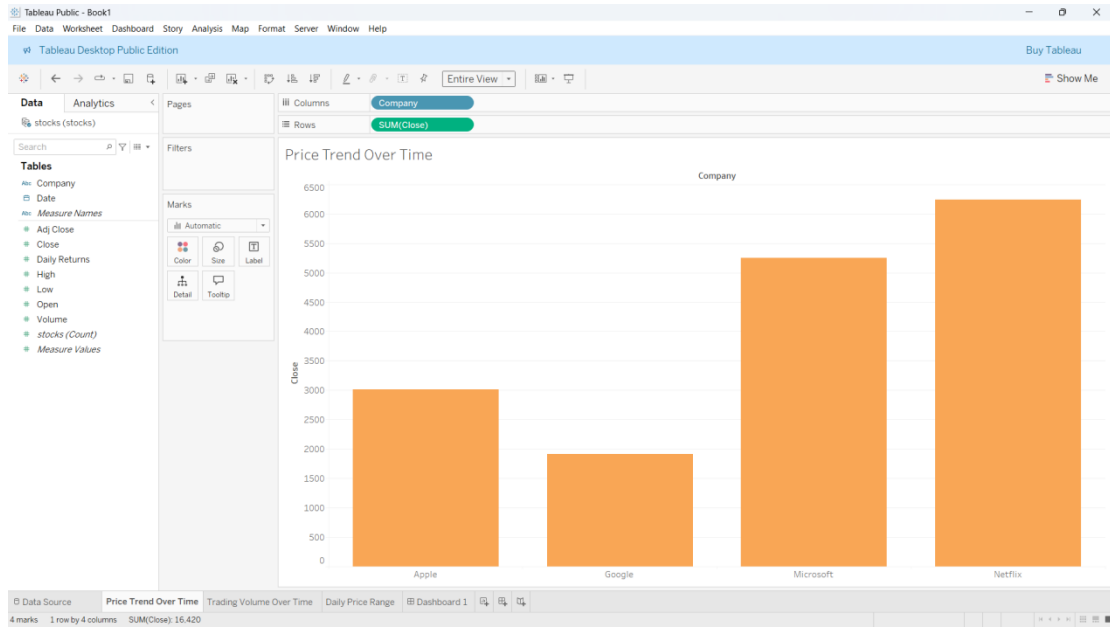 Tableau Public - Book1
File Data Worksheet Dashboard Story Analysis Map Format Server Window Help
Tableau Desktop Public Edition
Buy Tableau
Entire View
Show Me
Data Analytics
stocks (stocks)
Search
Tables
Abc Company
Date
Abc Measure Names
# Adj Close
# Close
# Daily Returns
# High
# Low
# Open
# Volume
# stocks (Count)
# Measure Values
Pages
Filters
Marks
Automatic
Color Size Label
Detail Tooltip
Columns Company
Rows SUM(Close)
Price Trend Over Time
Company
6500
6000
5500
5000
4500
4000
3500
3000
2500
2000
1500
1000
500
0
Close
Apple Google Microsoft Netflix
Data Source Price Trend Over Time Trading Volume Over Time Daily Price Range Dashboard 1
4 marks 1 row by 4 columns SUM(Close): 16.420